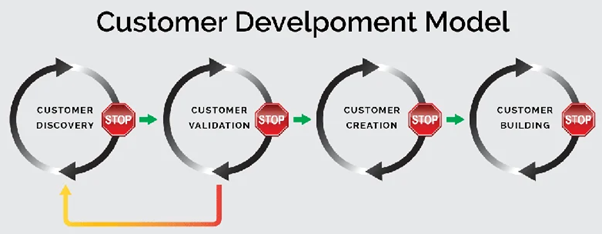 Customer Develpoment Model
CUSTOMER
DISCOVERY
STOP
CUSTOMER
VALIDATION
STOP
CUSTOMER
CREATION
STOP
CUSTOMER
BUILDING
STOP